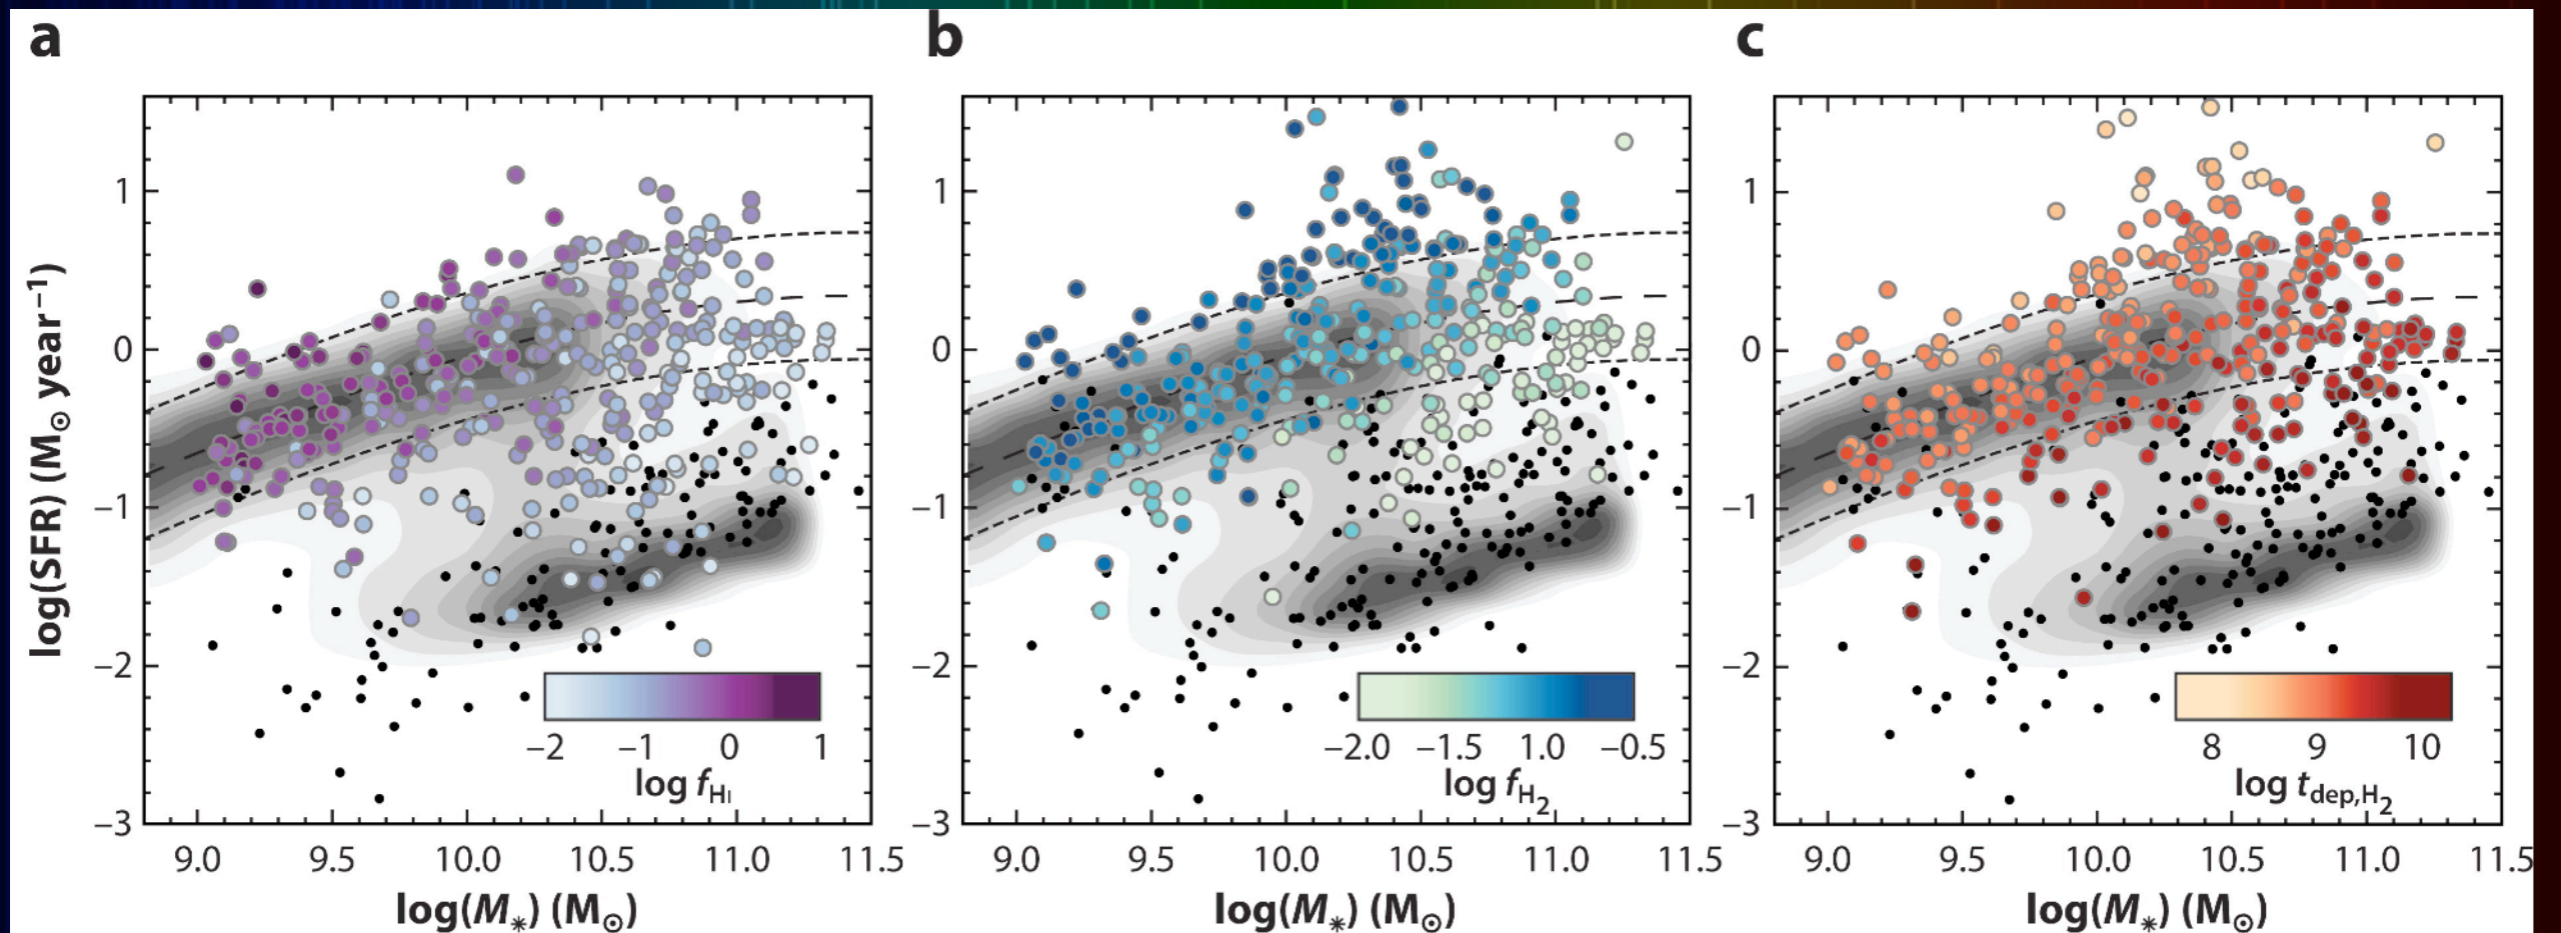 a
b
c
log(SFR) (M⊙ year⁻¹)
1
0
−1
−2
−3
9.0 9.5 10.0 10.5 11.0 11.5
log(M*) (M⊙)
−2 −1 0 1
log fHI
1
0
−1
−2
−3
9.0 9.5 10.0 10.5 11.0 11.5
log(M*) (M⊙)
−2.0 −1.5 1.0 −0.5
log fH2
1
0
−1
−2
−3
9.0 9.5 10.0 10.5 11.0 11.5
log(M*) (M⊙)
8 9 10
log tdep,H2